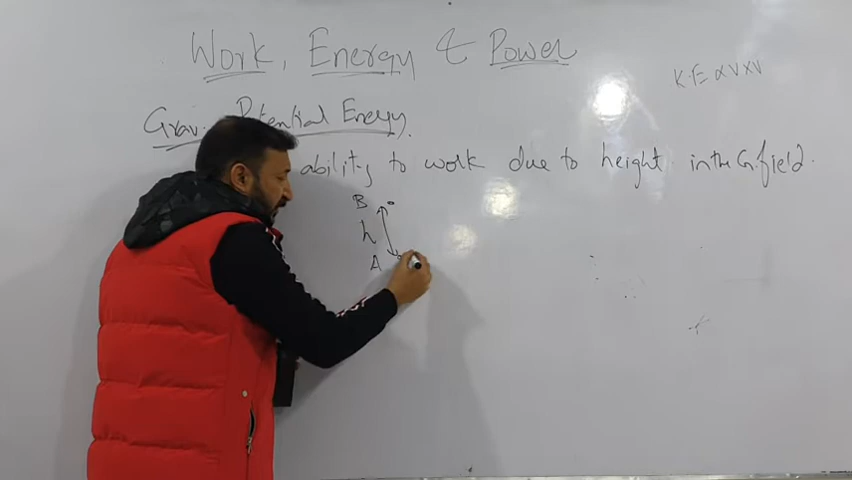 Work, Energy & Power
K.E ∝ V x V
Grav. Potential Energy.
ability to work due to height in the G.field.
B
h
A